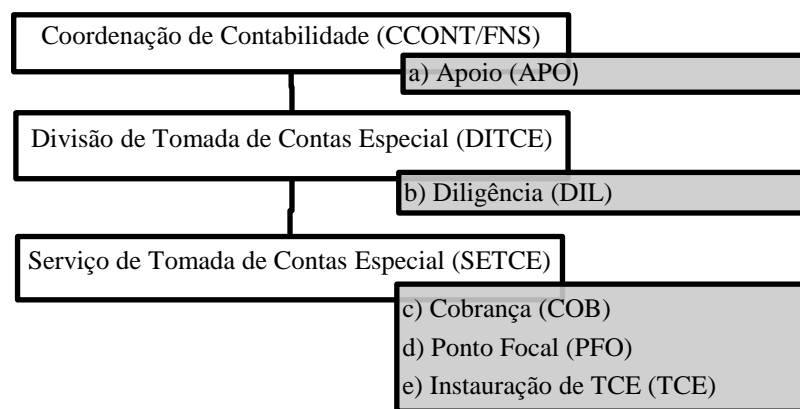 Coordenação de Contabilidade (CCONT/FNS)
a) Apoio (APO)
Divisão de Tomada de Contas Especial (DITCE)
b) Diligência (DIL)
Serviço de Tomada de Contas Especial (SETCE)
c) Cobrança (COB)
d) Ponto Focal (PFO)
e) Instauração de TCE (TCE)